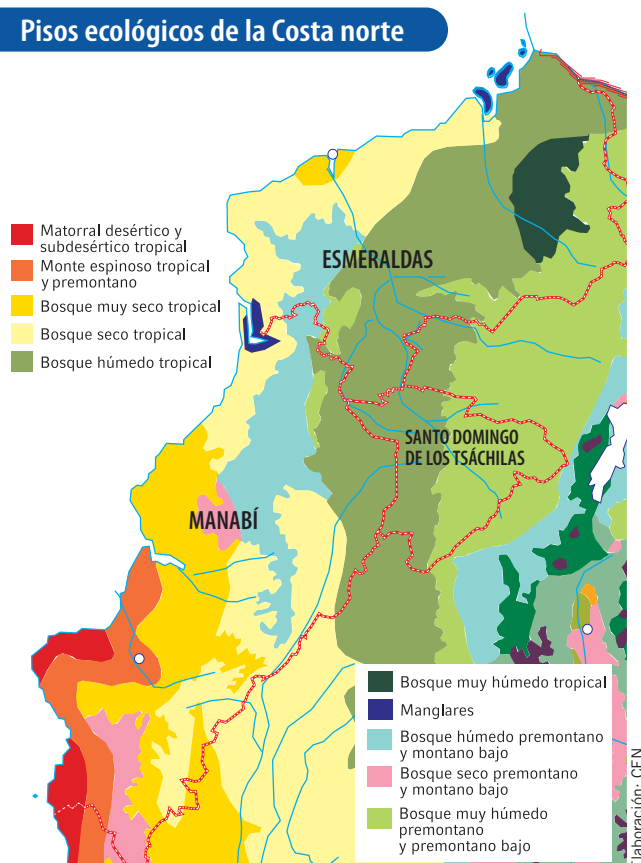 Pisos ecológicos de la Costa norte
Matorral desértico y
subdesértico tropical
Monte espinoso tropical
y premontano
Bosque muy seco tropical
Bosque seco tropical
Bosque húmedo tropical
ESMERALDAS
SANTO DOMINGO
DE LOS TSÁCHILAS
MANABÍ
Bosque muy húmedo tropical
Manglares
Bosque húmedo premontano
y montano bajo
Bosque seco premontano
y montano bajo
Bosque muy húmedo
premontano
y premontano bajo
laboración: CEN